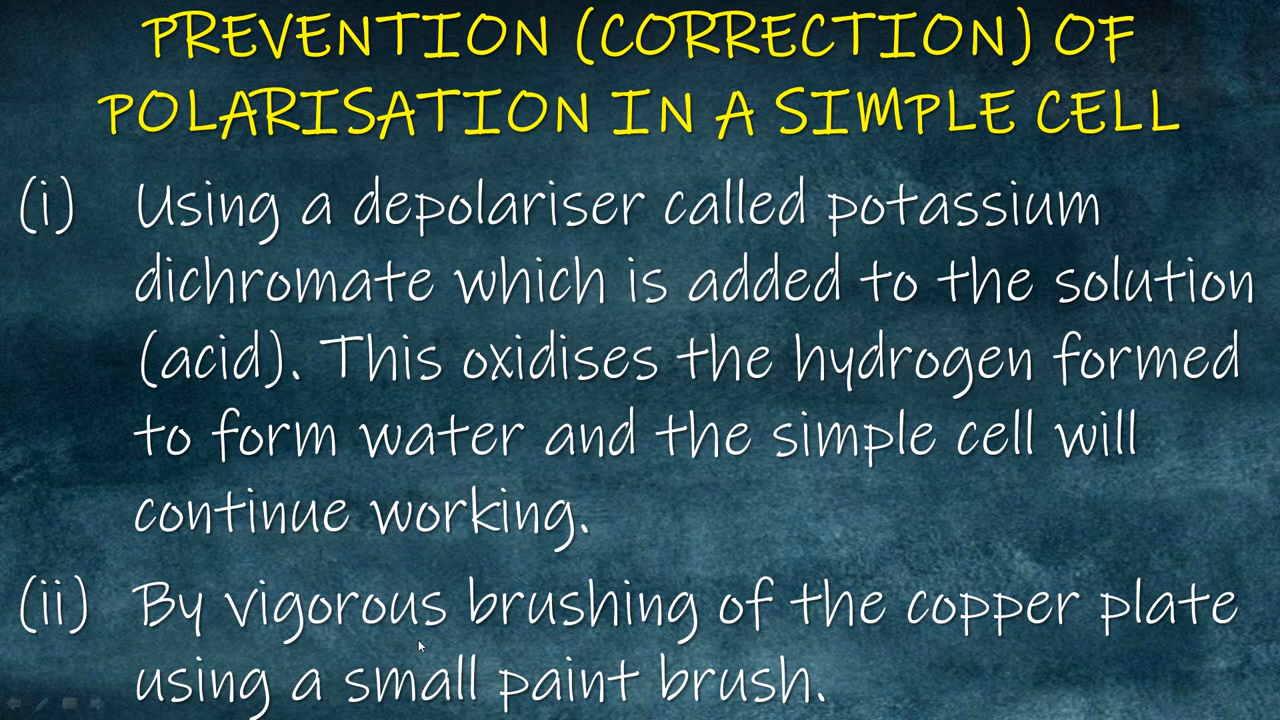 PREVENTION (CORRECTION) OF
POLARISATION IN A SIMPLE CELL
(i) Using a depolariser called potassium
dichromate which is added to the solution
(acid). This oxidises the hydrogen formed
to form water and the simple cell will
continue working.
(ii) By vigorous brushing of the copper plate
using a small paint brush.